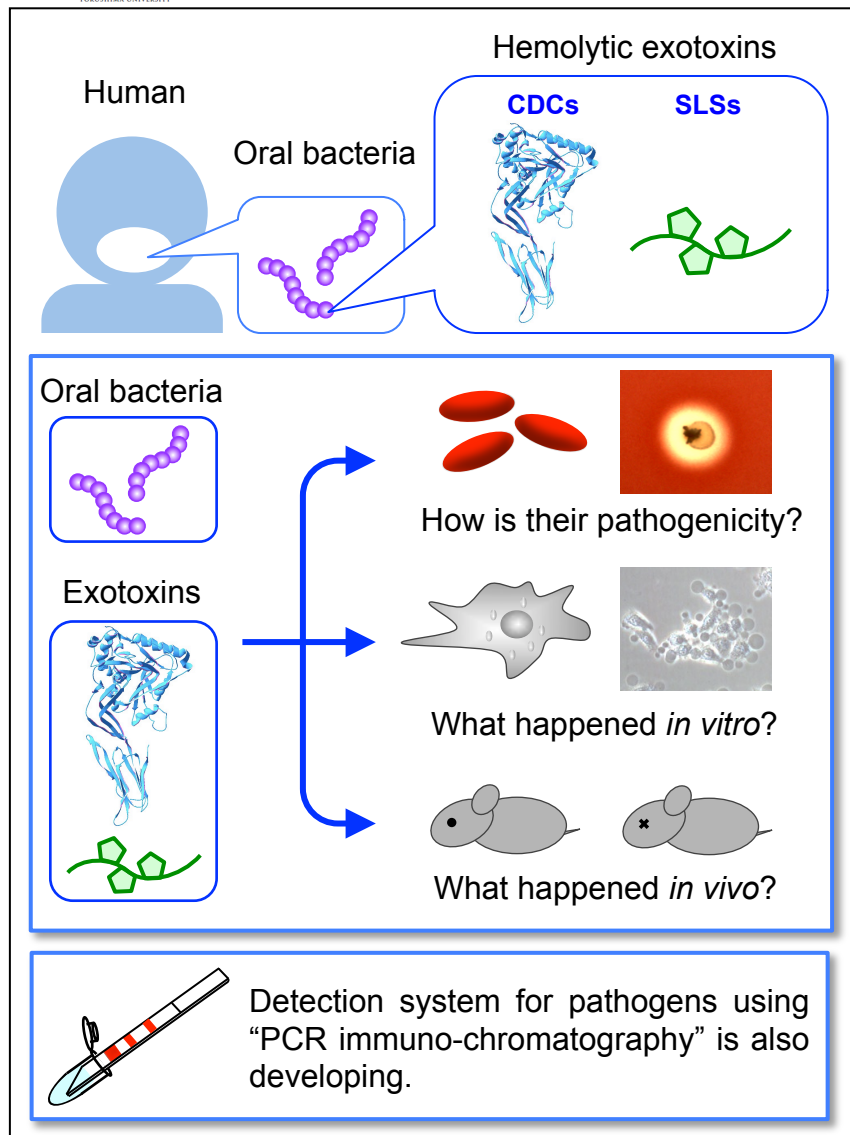 Hemolytic exotoxins
Human
CDCs
SLSs
Oral bacteria
Oral bacteria
How is their pathogenicity?
Exotoxins
What happened in vitro?
What happened in vivo?
Detection system for pathogens using
“PCR immuno-chromatography” is also
developing.